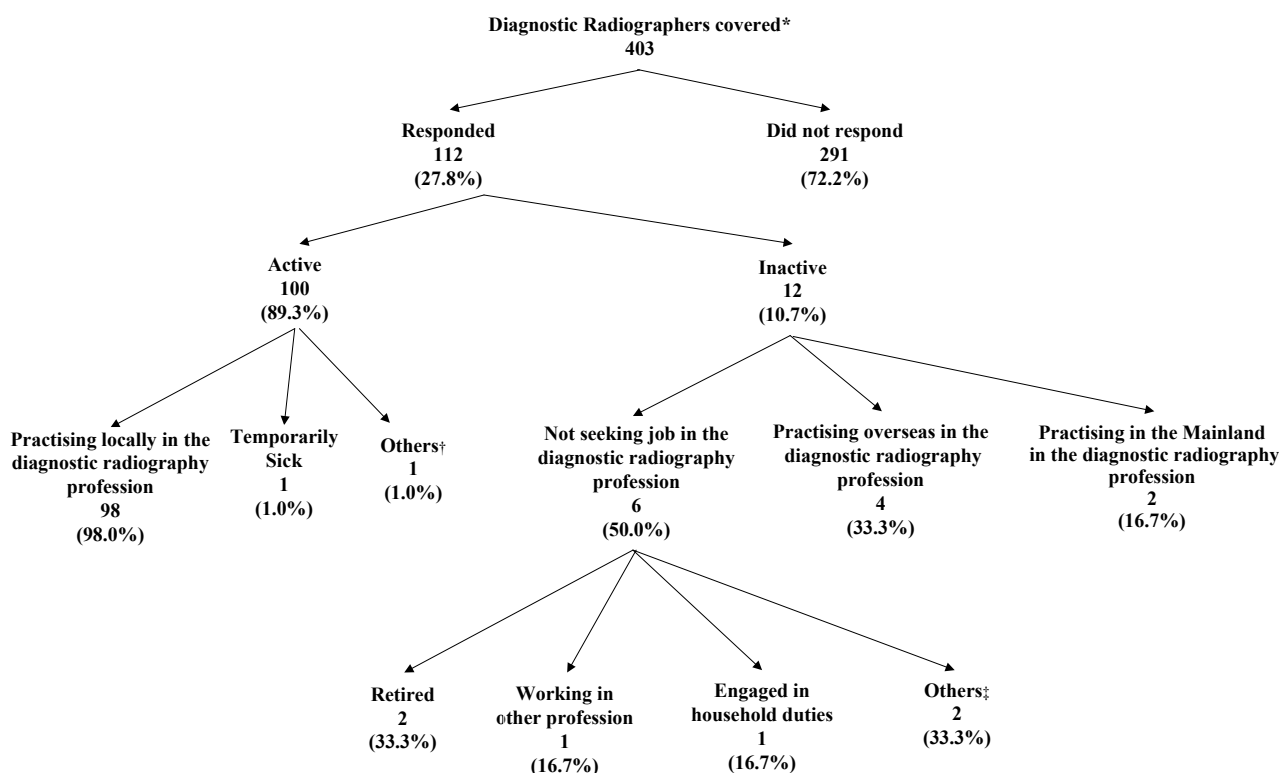 Diagnostic Radiographers covered*
403
Responded
112
(27.8%)
Did not respond
291
(72.2%)
Active
100
(89.3%)
Inactive
12
(10.7%)
Practising locally in the
diagnostic radiography
profession
98
(98.0%)
Temporarily
Sick
1
(1.0%)
Others†
1
(1.0%)
Not seeking job in the
diagnostic radiography
profession
6
(50.0%)
Practising overseas in the
diagnostic radiography
profession
4
(33.3%)
Practising in the Mainland
in the diagnostic radiography
profession
2
(16.7%)
Retired
2
(33.3%)
Working in
other profession
1
(16.7%)
Engaged in
household duties
1
(16.7%)
Others‡
2
(33.3%)